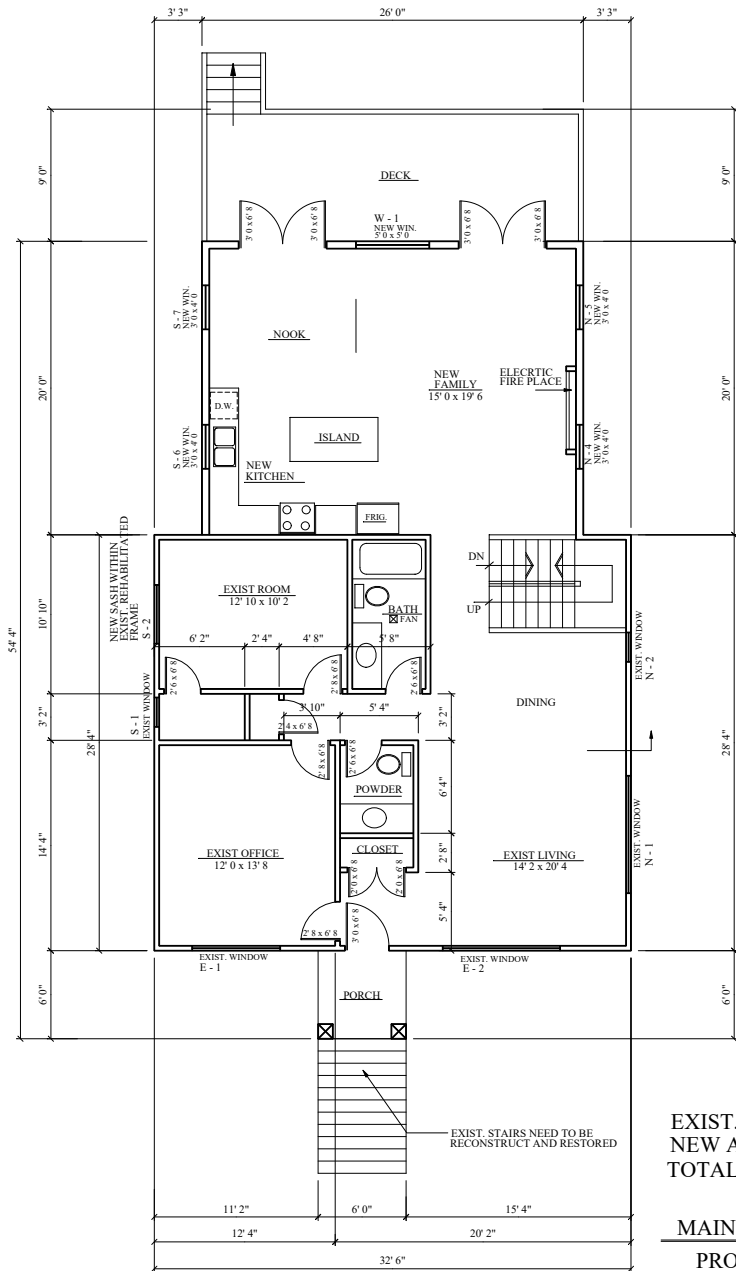 3' 3"
26' 0"
3' 3"
9' 0"
9' 0"
DECK
3' 0 x 6' 8
3' 0 x 6' 8
W - 1
NEW WIN.
5' 0 x 5' 0
3' 0 x 6' 8
3' 0 x 6' 8
S - 7
NEW WIN.
3' 0 x 4' 0
N - 5
NEW WIN.
3' 0 x 4' 0
NOOK
NEW
FAMILY
15' 0 x 19' 6
ELECRTIC
FIRE PLACE
20' 0"
20' 0"
D.W.
ISLAND
S - 6
NEW WIN.
3' 0 x 4' 0
N - 4
NEW WIN.
3' 0 x 4' 0
NEW
KITCHEN
FRIG.
54' 4"
NEW SASH WITHIN
EXIST. REHABILITATED
FRAME
S - 2
10' 10"
EXIST ROOM
12' 10 x 10' 2
BATH
FAN
DN
UP
6' 2"
2' 4"
4' 8"
5' 8"
2' 6 x 6' 8
2' 8 x 6' 8
2' 6 x 6' 8
EXIST. WINDOW
N - 2
S - 1
EXIST WINDOW
3' 2"
28' 4"
3' 10"
5' 4"
2' 4 x 6' 8
3' 2"
DINING
28' 4"
2' 8 x 6' 8
2' 6 x 6' 8
POWDER
6' 4"
14' 4"
EXIST OFFICE
12' 0 x 13' 8
CLOSET
2' 0 x 6' 8
2' 0 x 6' 8
2' 8"
EXIST LIVING
14' 2 x 20' 4
EXIST. WINDOW
N - 1
2' 8 x 6' 8
3' 0 x 6' 8
5' 4"
EXIST. WINDOW
E - 1
EXIST. WINDOW
E - 2
6' 0"
PORCH
6' 0"
EXIST. STAIRS NEED TO BE
RECONSTRUCT AND RESTORED
EXIST.
NEW A
TOTAL
11' 2"
6' 0"
15' 4"
12' 4"
20' 2"
32' 6"
MAIN
PRO